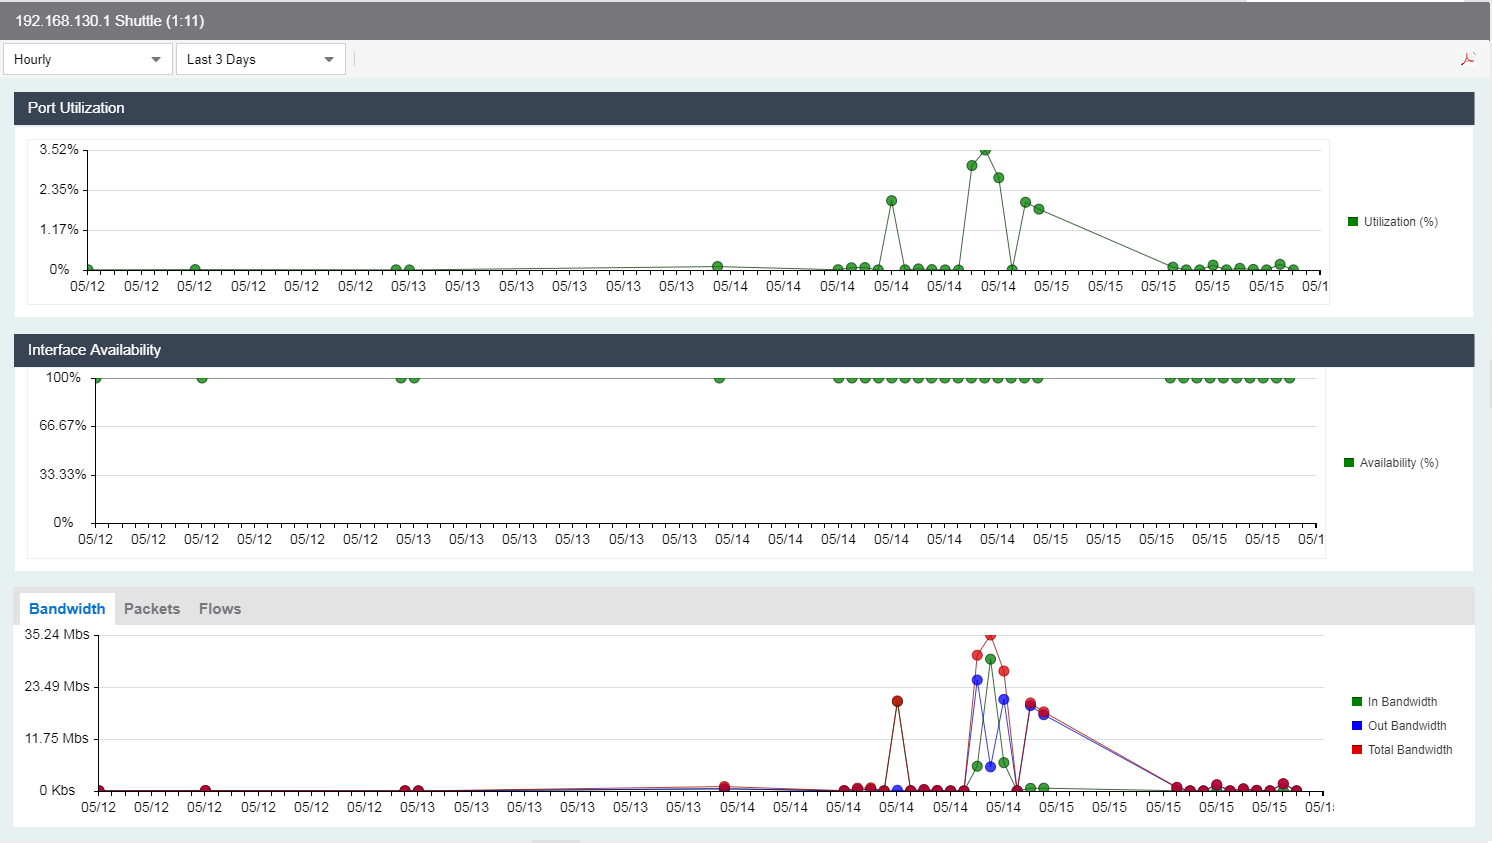 192.168.130.1 Shuttle (1:11)
Hourly Last 3 Days
Port Utilization
3.52%
2.35%
1.17%
0%
05/12 05/12 05/12 05/12 05/12 05/12 05/13 05/13 05/13 05/13 05/13 05/13 05/14 05/14 05/14 05/14 05/14 05/14 05/15 05/15 05/15 05/15 05/15 05/1
Utilization (%)
Interface Availability
100%
66.67%
33.33%
0%
05/12 05/12 05/12 05/12 05/12 05/12 05/13 05/13 05/13 05/13 05/13 05/13 05/14 05/14 05/14 05/14 05/14 05/14 05/15 05/15 05/15 05/15 05/15 05/1
Availability (%)
Bandwidth Packets Flows
35.24 Mbs
23.49 Mbs
11.75 Mbs
0 Kbs
05/12 05/12 05/12 05/12 05/12 05/12 05/13 05/13 05/13 05/13 05/13 05/13 05/14 05/14 05/14 05/14 05/14 05/14 05/15 05/15 05/15 05/15 05/15 05/1
In Bandwidth
Out Bandwidth
Total Bandwidth